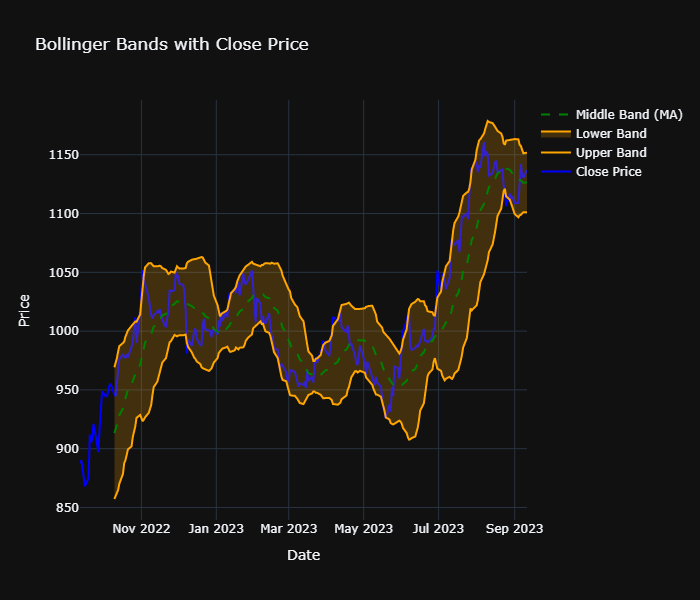 Bollinger Bands with Close Price
Middle Band (MA)
Lower Band
Upper Band
Close Price
1150
1100
1050
1000
950
900
850
Price
Nov 2022 Jan 2023 Mar 2023 May 2023 Jul 2023 Sep 2023
Date